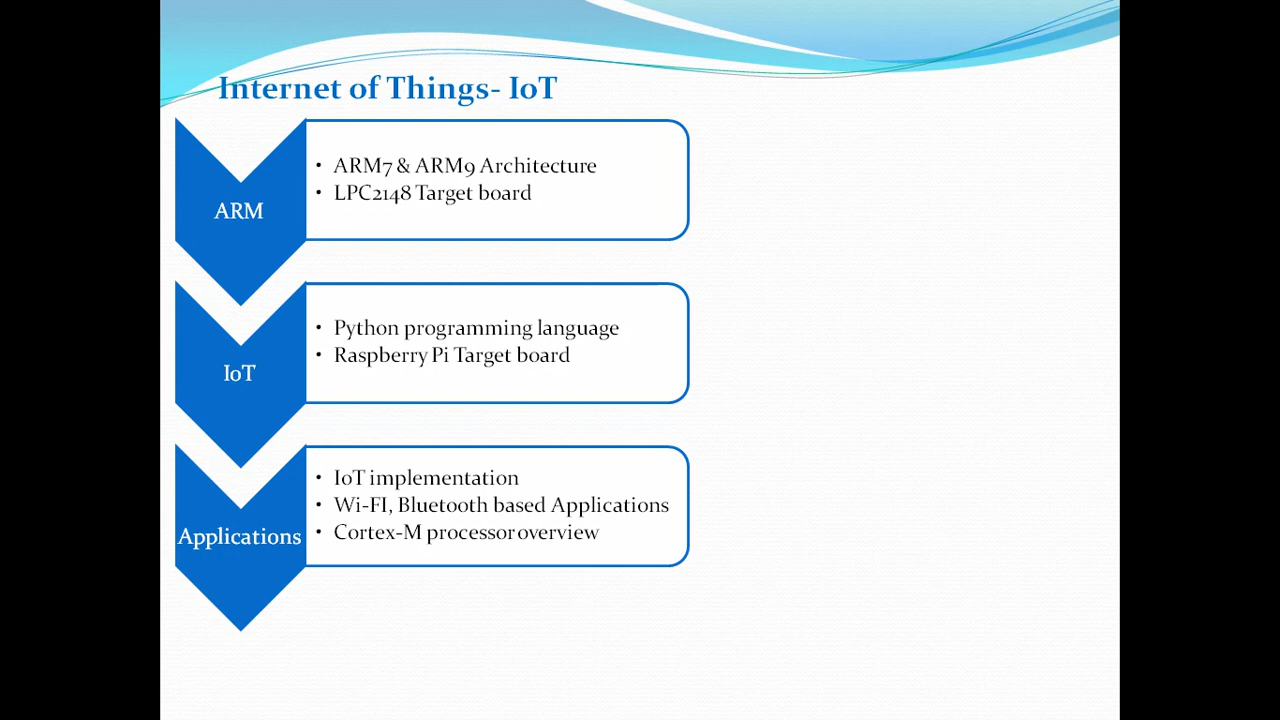 Internet of Things- IoT
ARM
• ARM7 & ARM9 Architecture
• LPC2148 Target board
IoT
• Python programming language
• Raspberry Pi Target board
Applications
• IoT implementation
• Wi-FI, Bluetooth based Applications
• Cortex-M processor overview